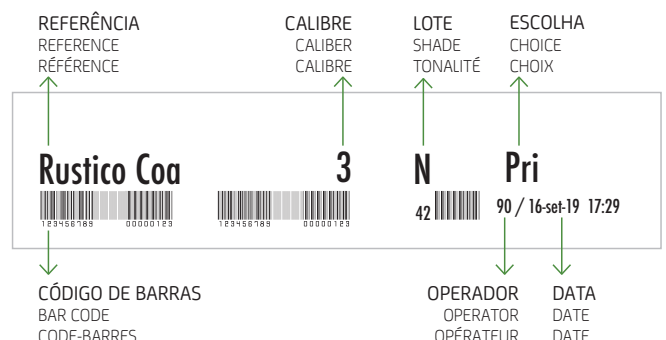 REFERÊNCIA CALIBRE LOTE ESCOLHA
REFERENCE CALIBER SHADE CHOICE
RÉFÉRENCE CALIBRE TONALITÉ CHOIX
Rustico Coa 3 N Pri
42 90 / 16-set-19 17:29
123456789 00000123 123456789 00000123
CÓDIGO DE BARRAS OPERADOR DATA
BAR CODE OPERATOR DATE
CODE-BARRES OPÉRATEUR DATE